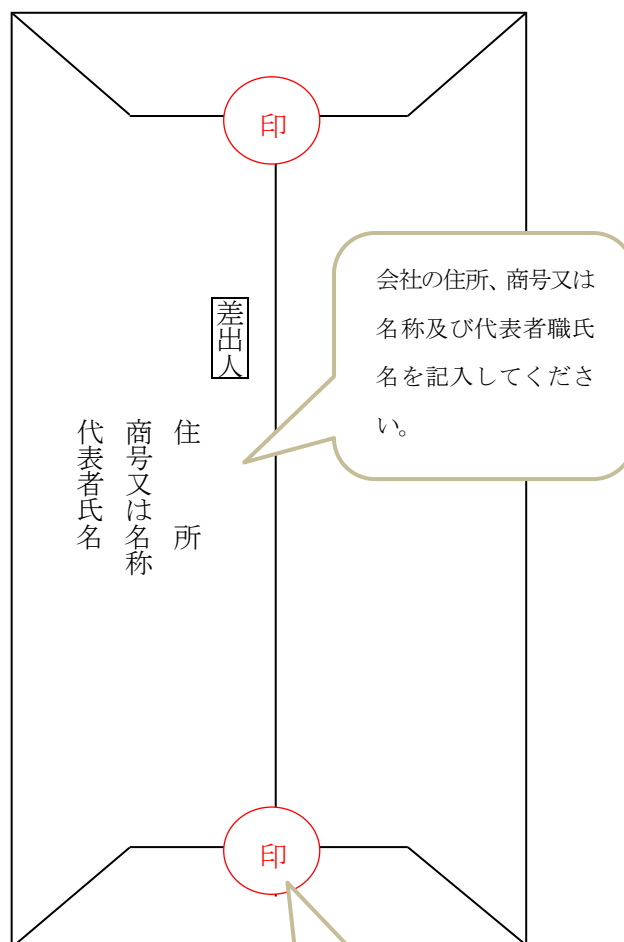 印
会社の住所、商号又は
名称及び代表者職氏
名を記入してくださ
い。
差出人
住所
商号又は名称
代表者氏名
印